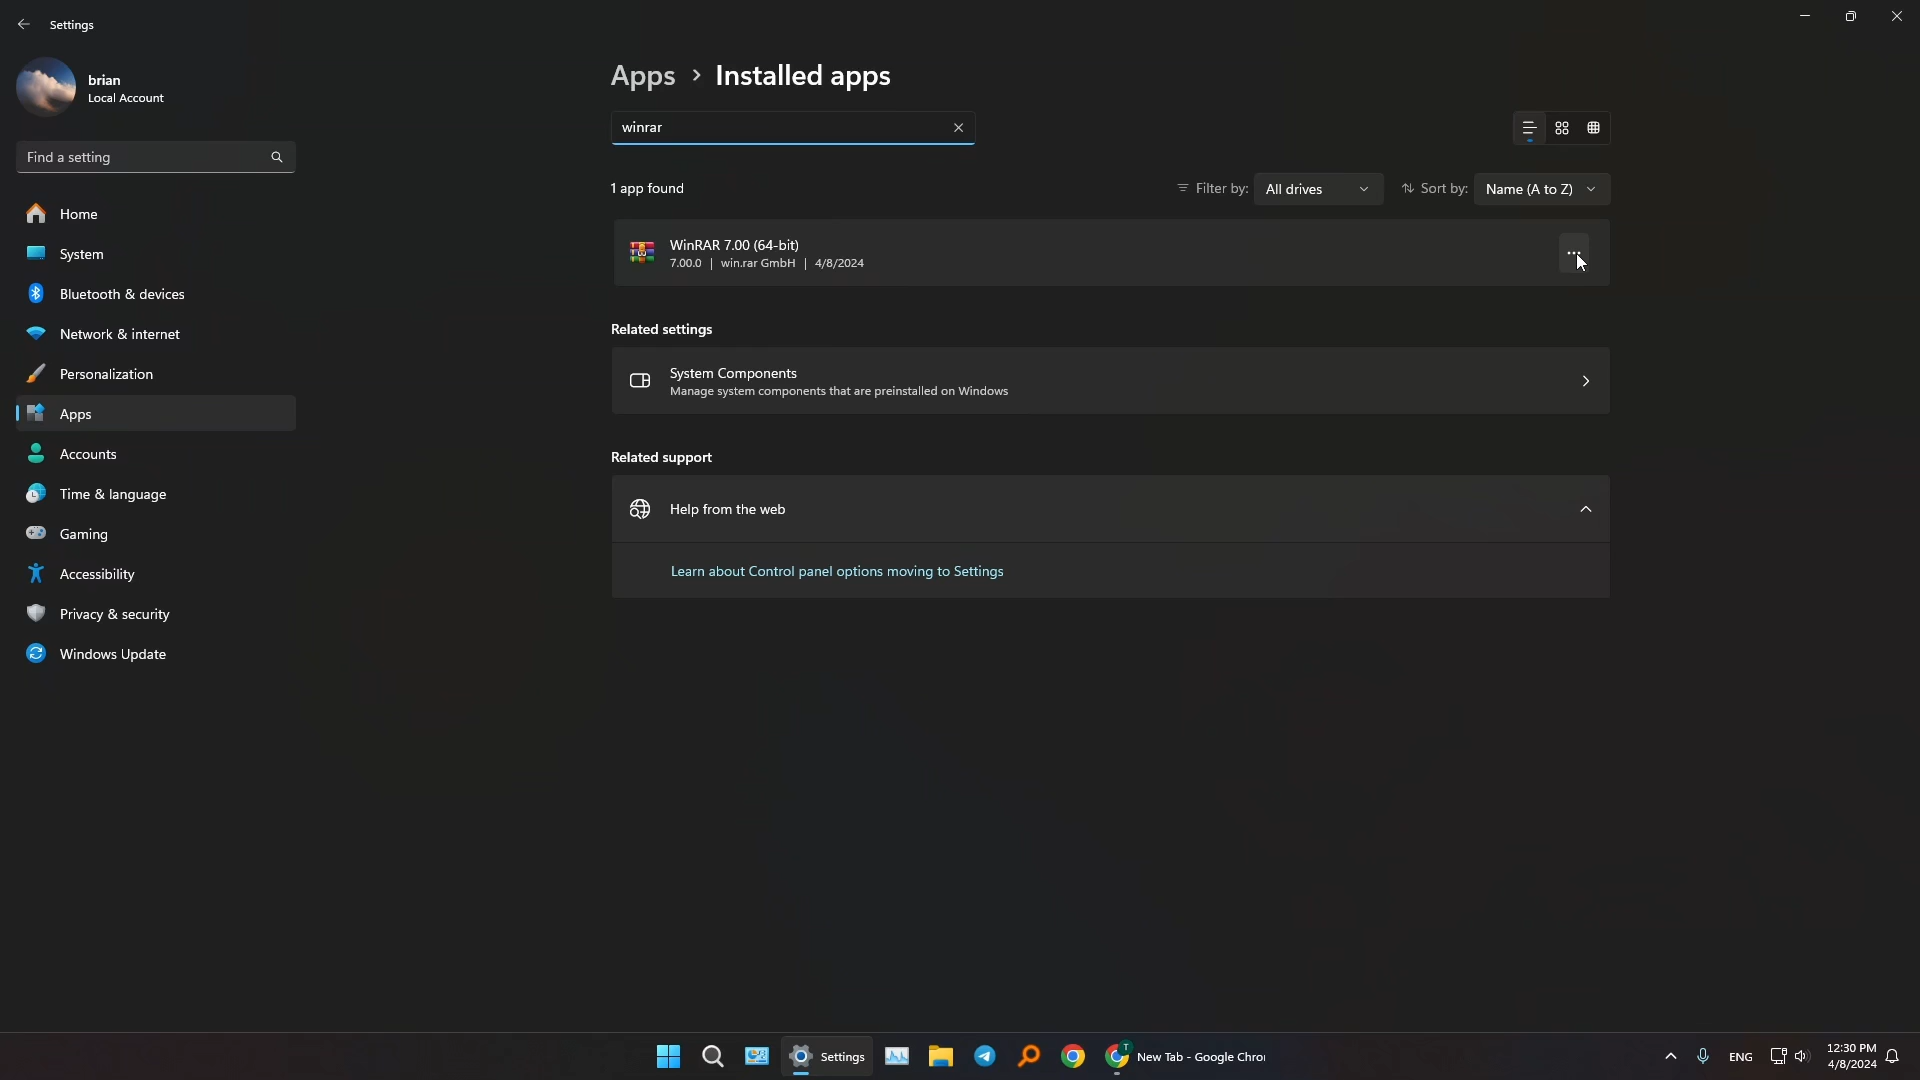 Settings
brian
Local Account
Find a setting
Home
System
Bluetooth & devices
Network & internet
Personalization
Apps
Accounts
Time & language
Gaming
Accessibility
Privacy & security
Windows Update
Apps > Installed apps
winrar
1 app found
Filter by: All drives
Sort by: Name (A to Z)
WinRAR 7.00 (64-bit)
7.00.0 | win.rar GmbH | 4/8/2024
Related settings
System Components
Manage system components that are preinstalled on Windows
Related support
Help from the web
Learn about Control panel options moving to Settings
Settings
T
New Tab - Google Chro
ENG
12:30 PM
4/8/2024